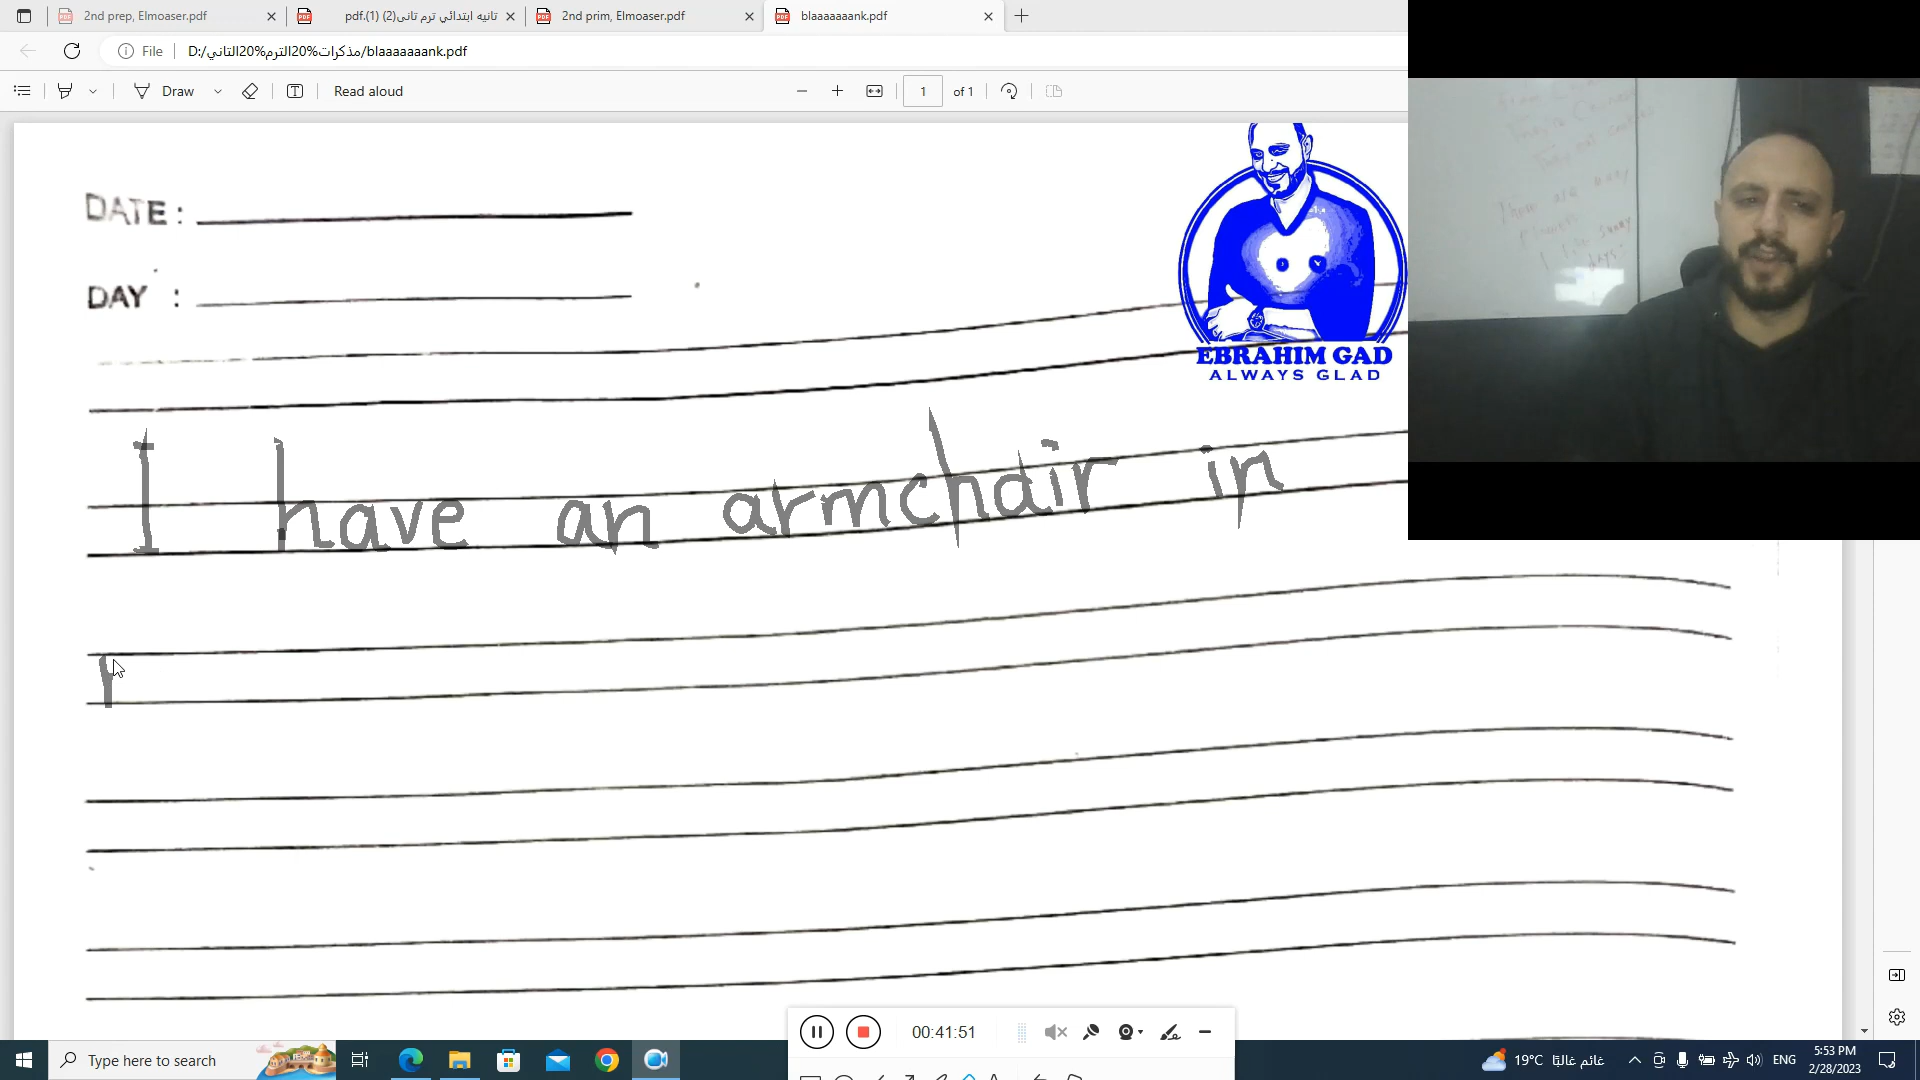 2nd prep, Elmoaser.pdf
ثانيه ابتدائي ترم ثانى(2) (1).pdf
2nd prim, Elmoaser.pdf
blaaaaaaank.pdf
File
D:/مذكرات%20الترم%20التاني/blaaaaaaank.pdf
Draw
Read aloud
1
of 1
DATE :
DAY :
EBRAHIM GAD
ALWAYS GLAD
I have an armchair in
00:41:51
Type here to search
19°C غائم غالبًا
ENG
5:53 PM
2/28/2023